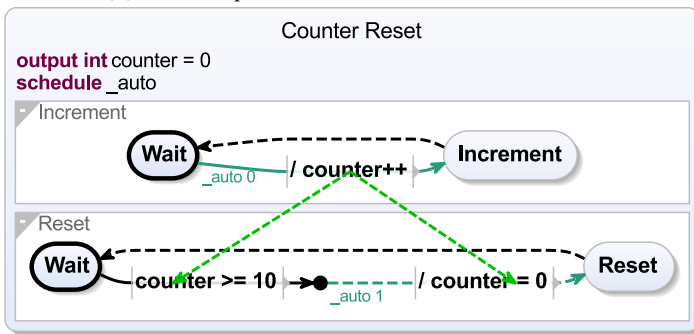 Counter Reset
output int counter = 0
schedule _auto
- Increment
Wait / counter++ Increment
_auto 0
- Reset
Wait counter >= 10 / counter = 0 Reset
_auto 1